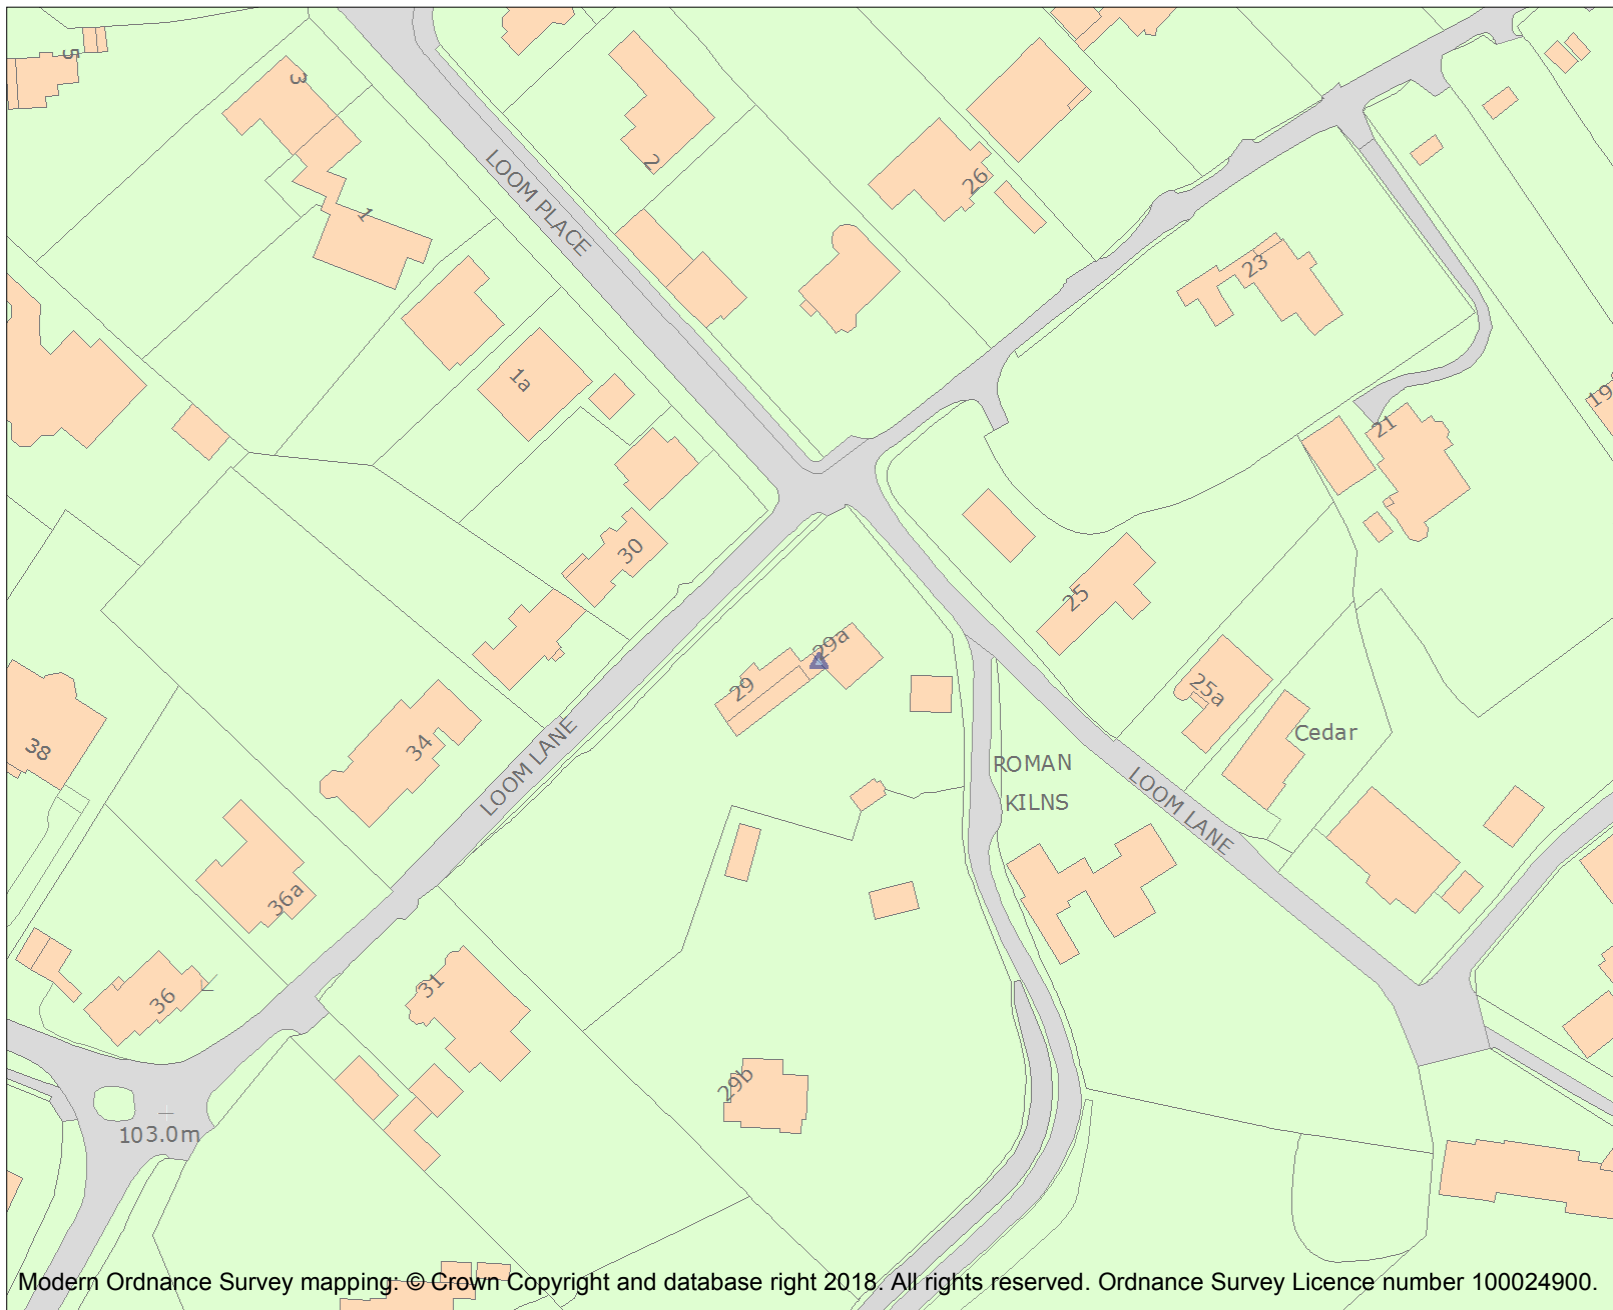 5
3
2
LOOM PLACE
26
1
23
1a
19
21
30
25
29a
29
25a
Cedar
34
38
LOOM LANE
ROMAN
KILNS
LOOM LANE
36a
31
36
29b
103.0m
Modern Ordnance Survey mapping: © Crown Copyright and database right 2018. All rights reserved. Ordnance Survey Licence number 100024900.